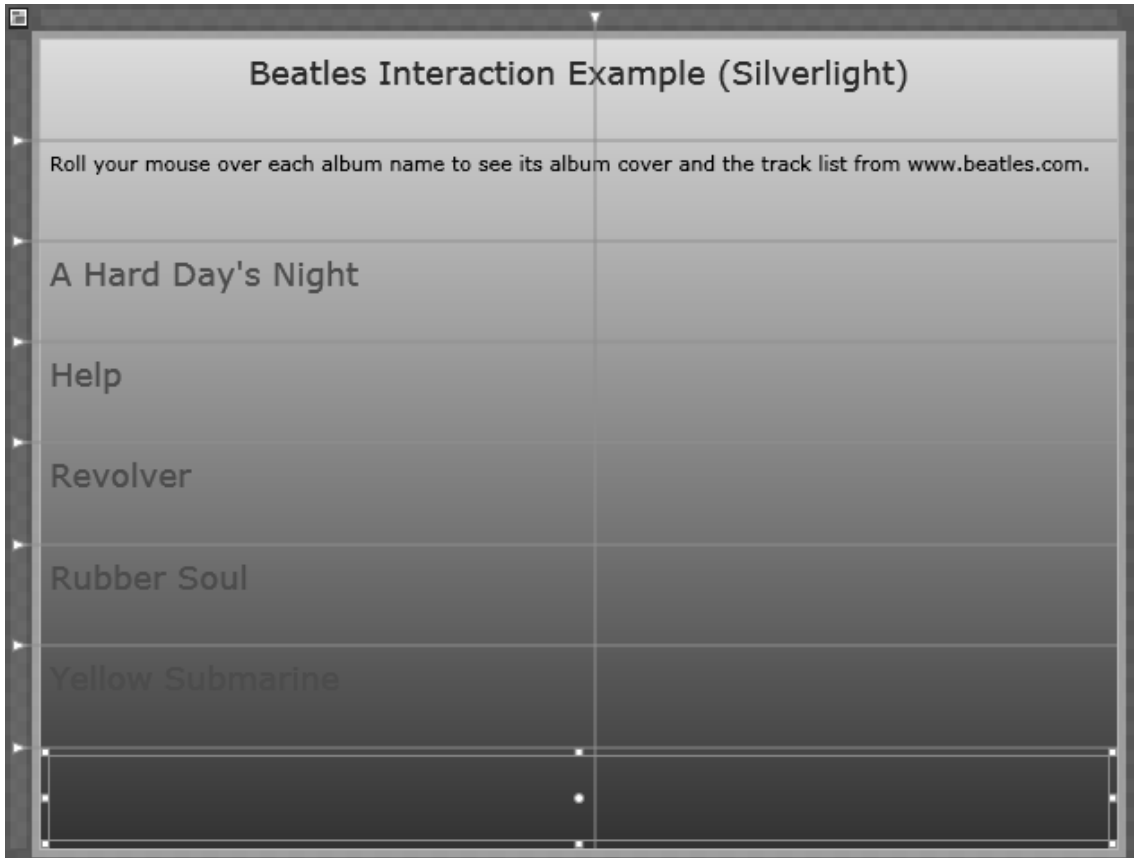 Beatles Interaction Example (Silverlight)
Roll your mouse over each album name to see its album cover and the track list from www.beatles.com.
A Hard Day's Night
Help
Revolver
Rubber Soul
Yellow Submarine